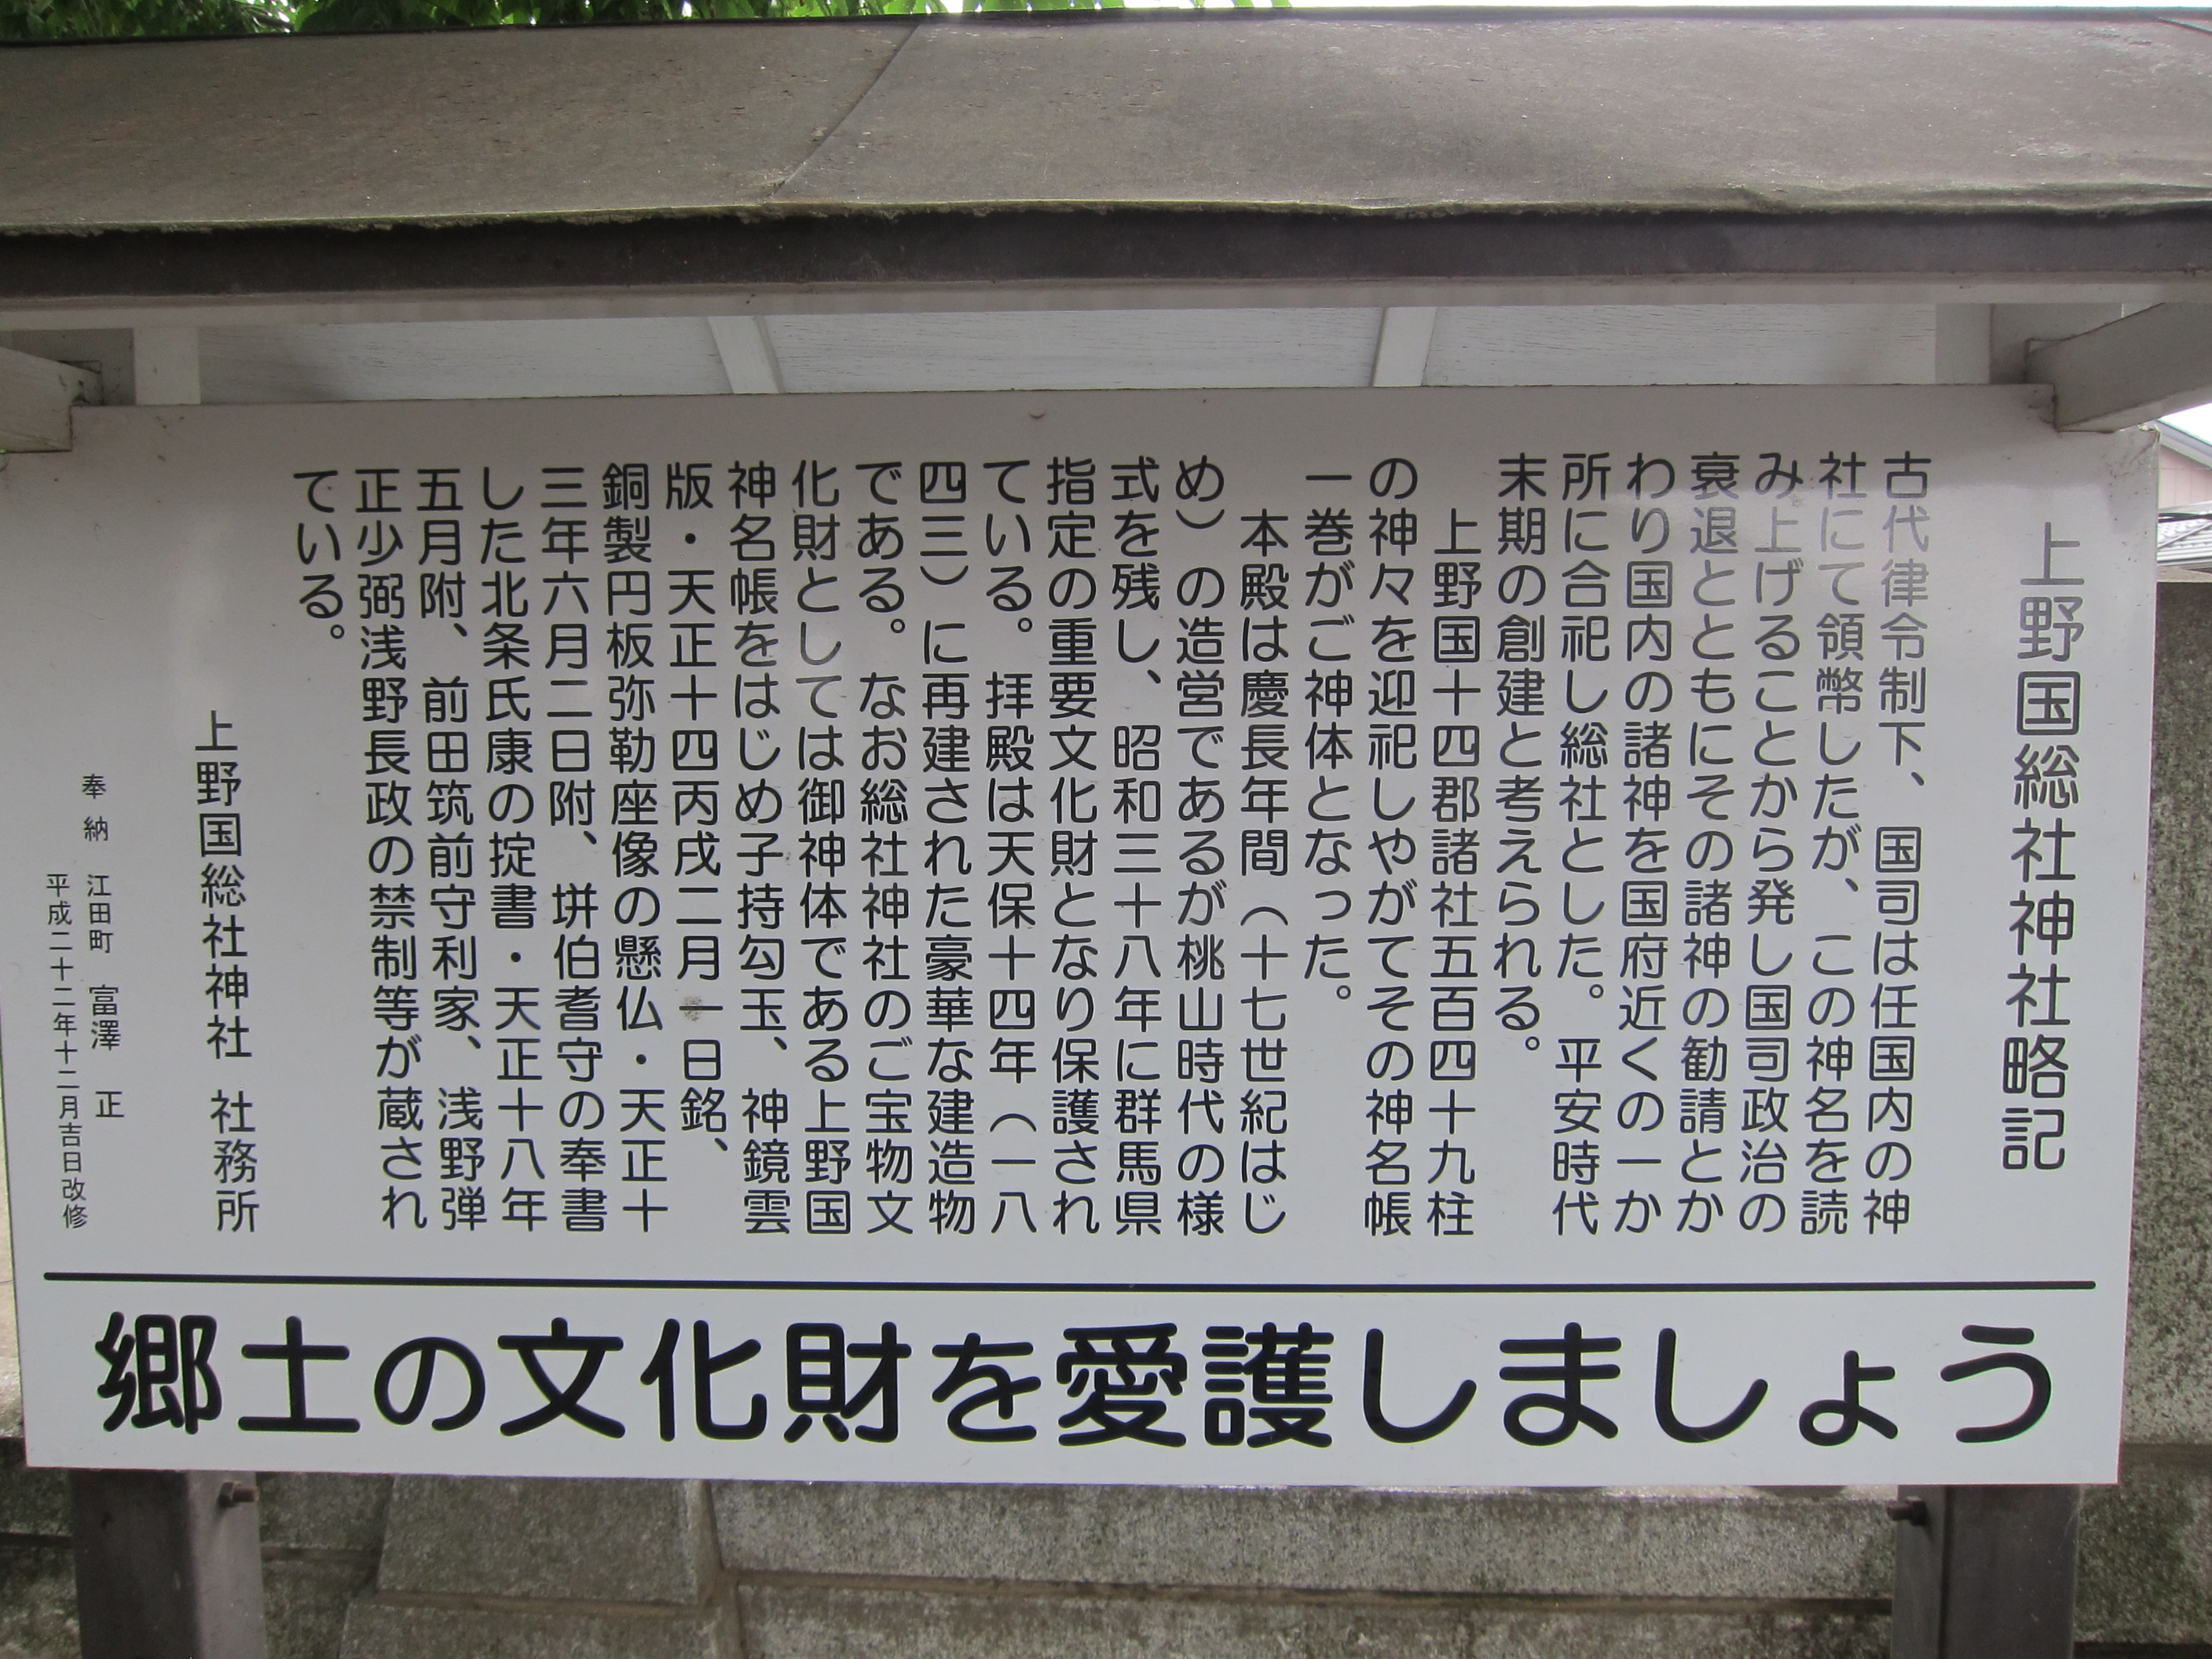 上野国総社神社略記
古代律令制下、国司は任国内の神
社にて領幣したが、この神名を読
み上げることから発し国司政治の
衰退とともにその諸神の勧請とか
わり国内の諸神を国府近くの一か
所に合祀し総社とした。平安時代
末期の創建と考えられる。
上野国十四郡諸社五百四十九柱
の神々を迎祀しやがてその神名帳
一巻がご神体となった。
本殿は慶長年間（十七世紀はじ
め）の造営であるが桃山時代の様
式を残し、昭和三十八年に群馬県
指定の重要文化財となり保護され
ている。拝殿は天保十四年（一八
四三）に再建された豪華な建造物
である。なお総社神社のご宝物文
化財としては御神体である上野国
神名帳をはじめ子持勾玉、神鏡雲
版・天正十四丙戌二月一日銘、
銅製円板弥勒座像の懸仏・天正十
三年六月二日附、垪伯耆守の奉書
した北条氏康の掟書・天正十八年
五月附、前田筑前守利家、浅野弾
正少弼浅野長政の禁制等が蔵され
ている。
上野国総社神社 社務所
奉納 江田町 富澤 正
平成二十二年十二月吉日改修
郷土の文化財を愛護しましょう